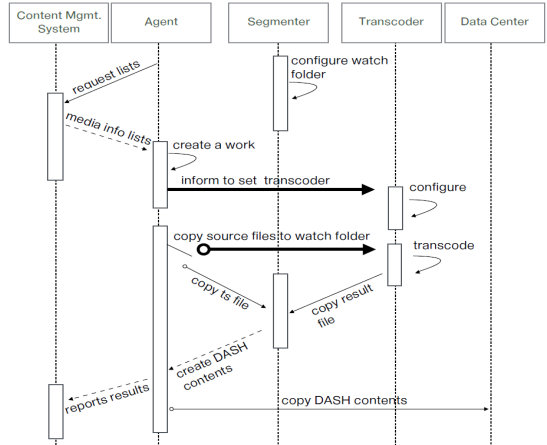 Content Mgmt.
System
Agent
Segmenter
Transcoder
Data Center
configure watch
folder
request lists
media info lists
create a work
inform to set transcoder
configure
copy source files to watch folder
transcode
copy ts file
copy result
file
create DASH
contents
reports results
copy DASH contents